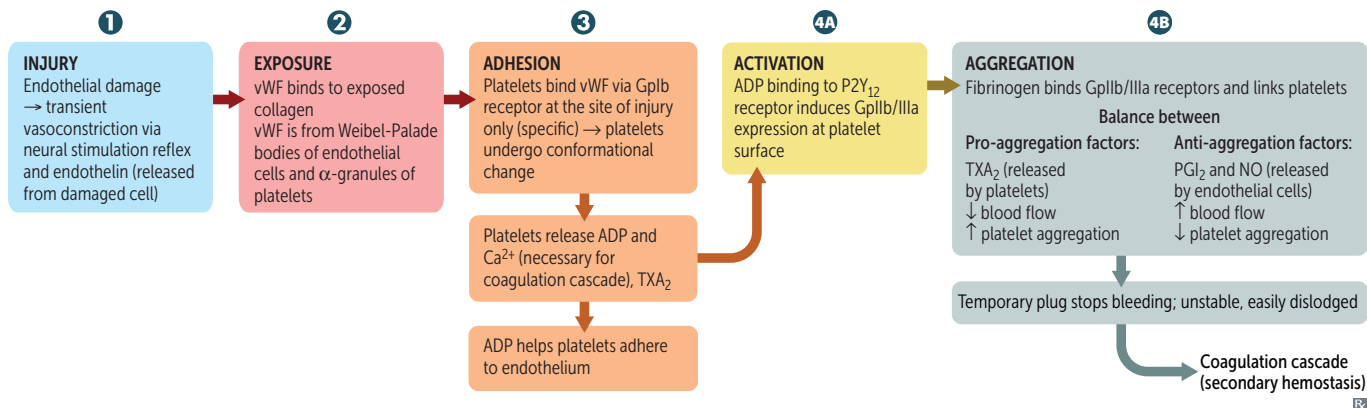 1
INJURY
Endothelial damage
→ transient
vasoconstriction via
neural stimulation reflex
and endothelin (released
from damaged cell)
2
EXPOSURE
vWF binds to exposed
collagen
vWF is from Weibel-Palade
bodies of endothelial
cells and α-granules of
platelets
3
ADHESION
Platelets bind vWF via GpIb
receptor at the site of injury
only (specific) → platelets
undergo conformational
change
Platelets release ADP and
Ca²⁺ (necessary for
coagulation cascade), TXA₂
ADP helps platelets adhere
to endothelium
4A
ACTIVATION
ADP binding to P2Y₁₂
receptor induces GpIIb/IIIa
expression at platelet
surface
4B
AGGREGATION
Fibrinogen binds GpIIb/IIIa receptors and links platelets
Balance between
Pro-aggregation factors:
TXA₂ (released
by platelets)
↓ blood flow
↑ platelet aggregation
Anti-aggregation factors:
PGI₂ and NO (released
by endothelial cells)
↑ blood flow
↓ platelet aggregation
Temporary plug stops bleeding; unstable, easily dislodged
Coagulation cascade
(secondary hemostasis)
Rx